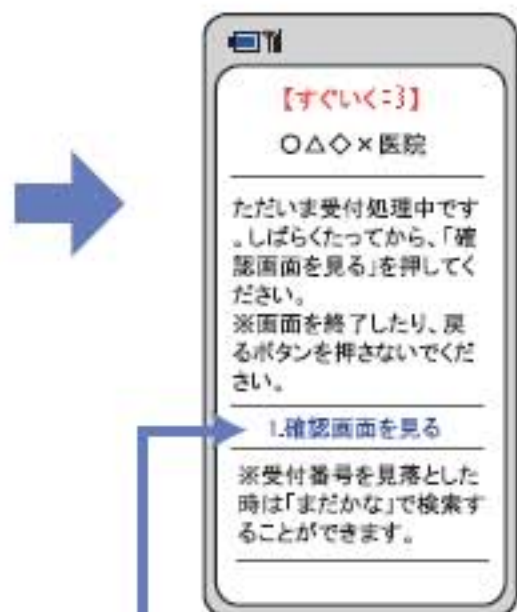 【すぐいくﾆ}】
○△◇×医院
ただいま受付処理中です
。しばらくたってから、「確
認画面を見る」を押してく
ださい。
※画面を終了したり、戻
るボタンを押さないでくだ
さい。
1.確認画面を見る
※受付番号を見落とした
時は「まだかな」で検索す
ることができます。